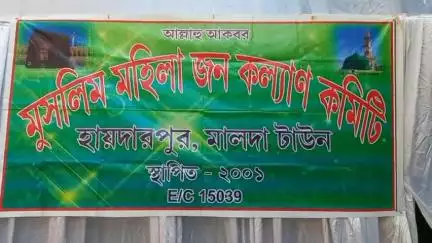 আল্লাহু আকবর
মুসলিম মহিলা জন কল্যাণ কমিটি
হায়দারপুর, মালদা টাউন
স্থাপিত - ২০০১
E/C 15039